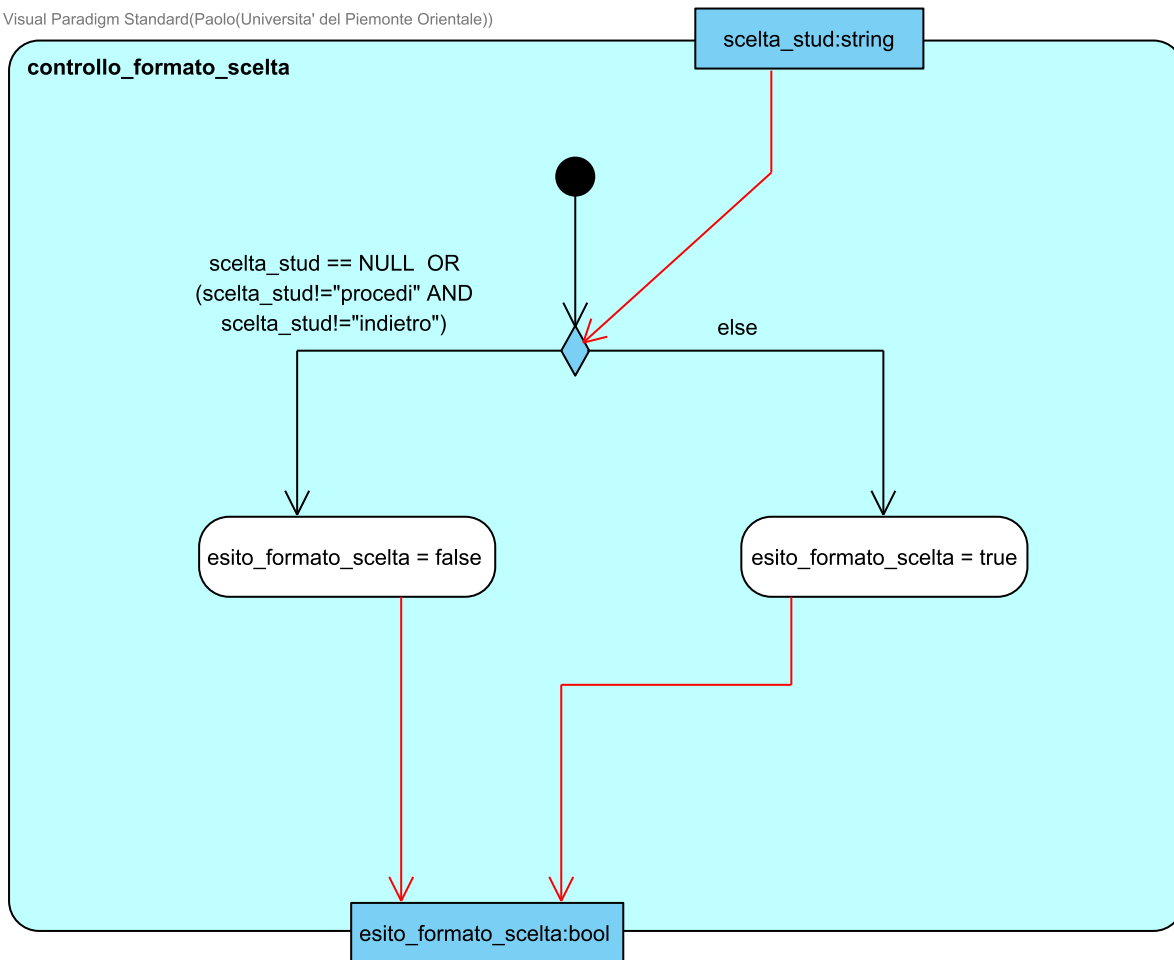 Visual Paradigm Standard(Paolo(Universita' del Piemonte Orientale))
scelta_stud:string
controllo_formato_scelta
scelta_stud == NULL  OR
(scelta_stud!="procedi" AND
scelta_stud!="indietro")
else
esito_formato_scelta = false
esito_formato_scelta = true
esito_formato_scelta:bool